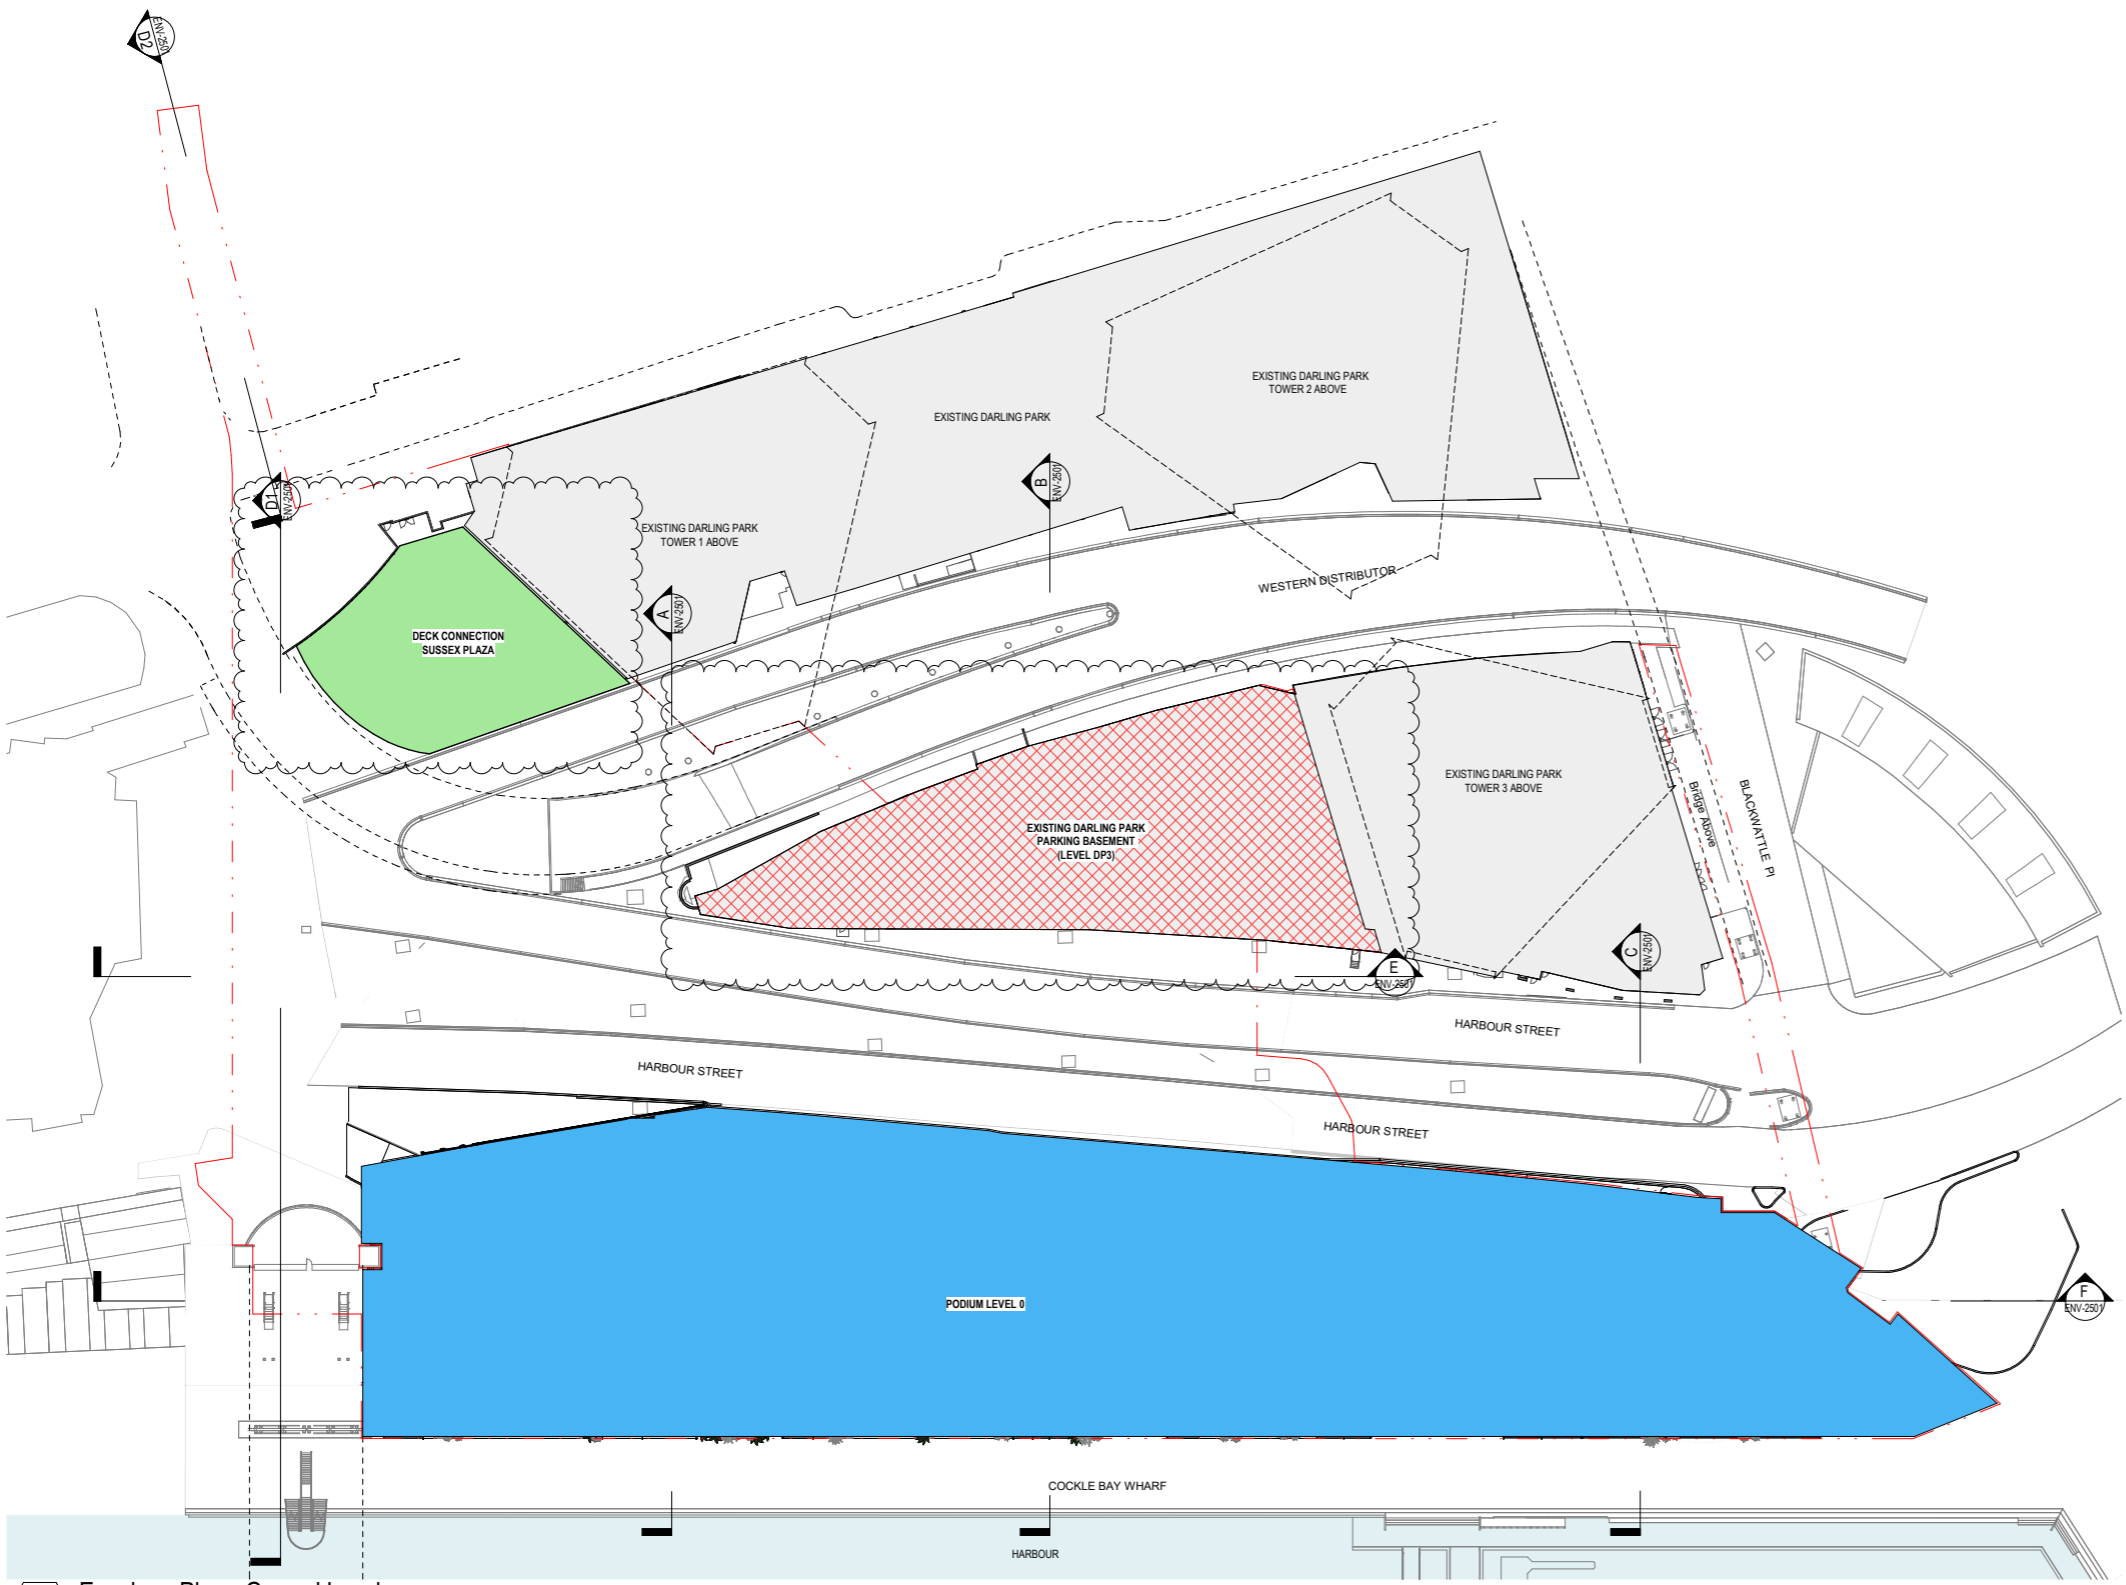 D2
ENV-2501
EXISTING DARLING PARK
TOWER 2 ABOVE
EXISTING DARLING PARK
B
ENV-2501
D1
ENV-2501
EXISTING DARLING PARK
TOWER 1 ABOVE
WESTERN DISTRIBUTOR
A
ENV-2501
DECK CONNECTION
SUSSEX PLAZA
EXISTING DARLING PARK
TOWER 3 ABOVE
Bridge Above
BLACKWATTLE Pl
EXISTING DARLING PARK
PARKING BASEMENT
(LEVEL DP3)
C
ENV-2501
E
ENV-2501
HARBOUR STREET
HARBOUR STREET
HARBOUR STREET
PODIUM LEVEL 0
F
ENV-2501
COCKLE BAY WHARF
HARBOUR